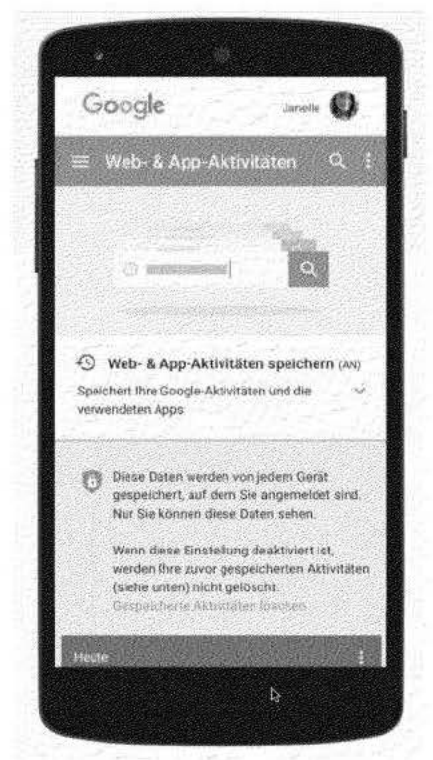 Google
Janelle
Web- & App-Aktivitäten
Web- & App-Aktivitäten speichern (AN)
Speichert Ihre Google-Aktivitäten und die
verwendeten Apps
Diese Daten werden von jedem Gerät
gespeichert, auf dem Sie angemeldet sind.
Nur Sie können diese Daten sehen.
Wenn diese Einstellung deaktiviert ist,
werden Ihre zuvor gespeicherten Aktivitäten
(siehe unten) nicht gelöscht.
Gespeicherte Aktivitäten löschen
Heute